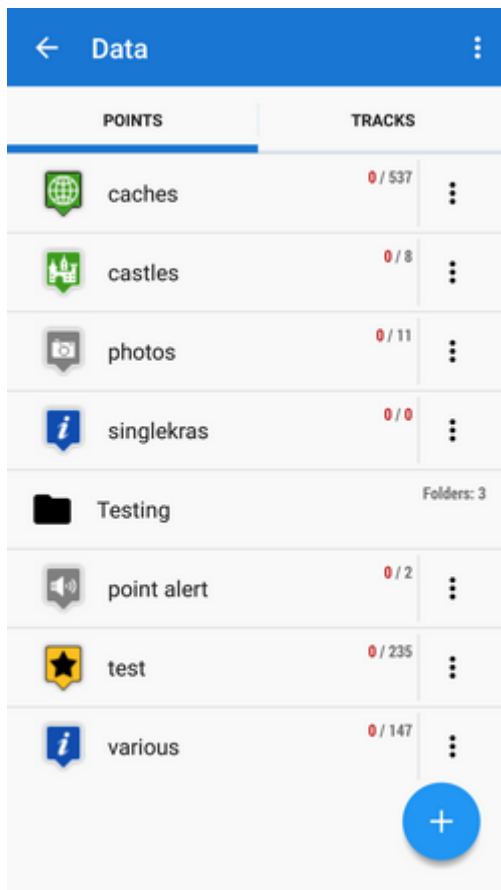 Data
POINTS
TRACKS
caches
0 / 537
castles
0 / 8
photos
0 / 11
singlekras
0 / 0
Testing
Folders: 3
point alert
0 / 2
test
0 / 235
various
0 / 147